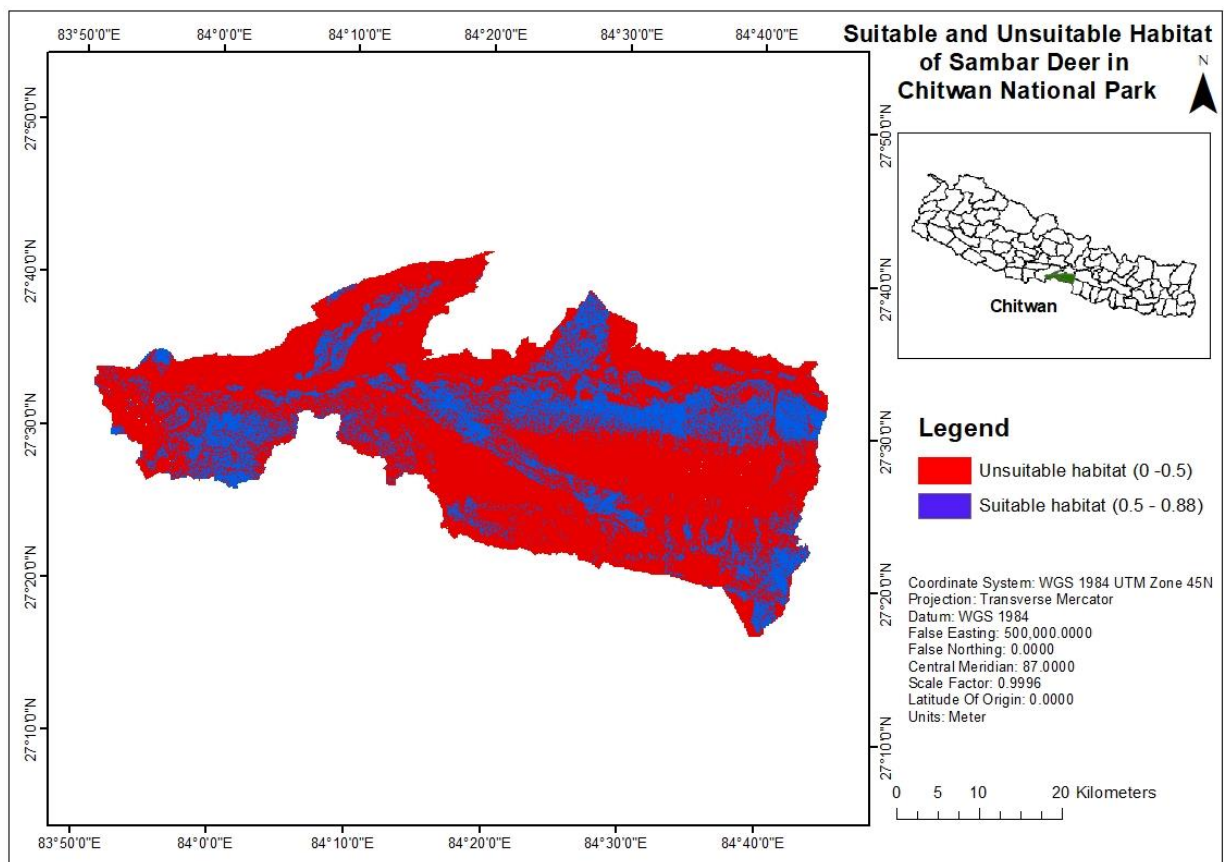 83°50'0"E 84°0'0"E 84°10'0"E 84°20'0"E 84°30'0"E 84°40'0"E
Suitable and Unsuitable Habitat
of Sambar Deer in
Chitwan National Park
N
27°50'0"N
27°40'0"N
27°30'0"N
27°20'0"N
27°10'0"N
27°50'0"N
27°40'0"N
27°30'0"N
27°20'0"N
27°10'0"N
Chitwan
Legend
Unsuitable habitat (0 -0.5)
Suitable habitat (0.5 - 0.88)
Coordinate System: WGS 1984 UTM Zone 45N
Projection: Transverse Mercator
Datum: WGS 1984
False Easting: 500,000.0000
False Northing: 0.0000
Central Meridian: 87.0000
Scale Factor: 0.9996
Latitude Of Origin: 0.0000
Units: Meter
0 5 10 20 Kilometers
83°50'0"E 84°0'0"E 84°10'0"E 84°20'0"E 84°30'0"E 84°40'0"E